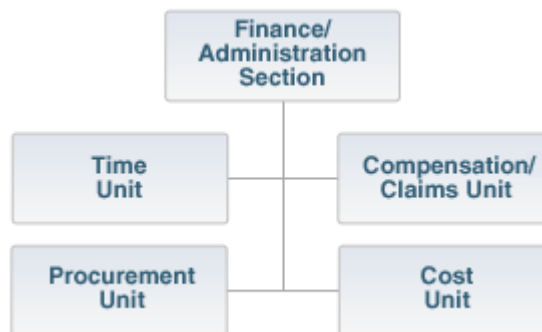 Finance/
Administration
Section
Time
Unit
Compensation/
Claims Unit
Procurement
Unit
Cost
Unit